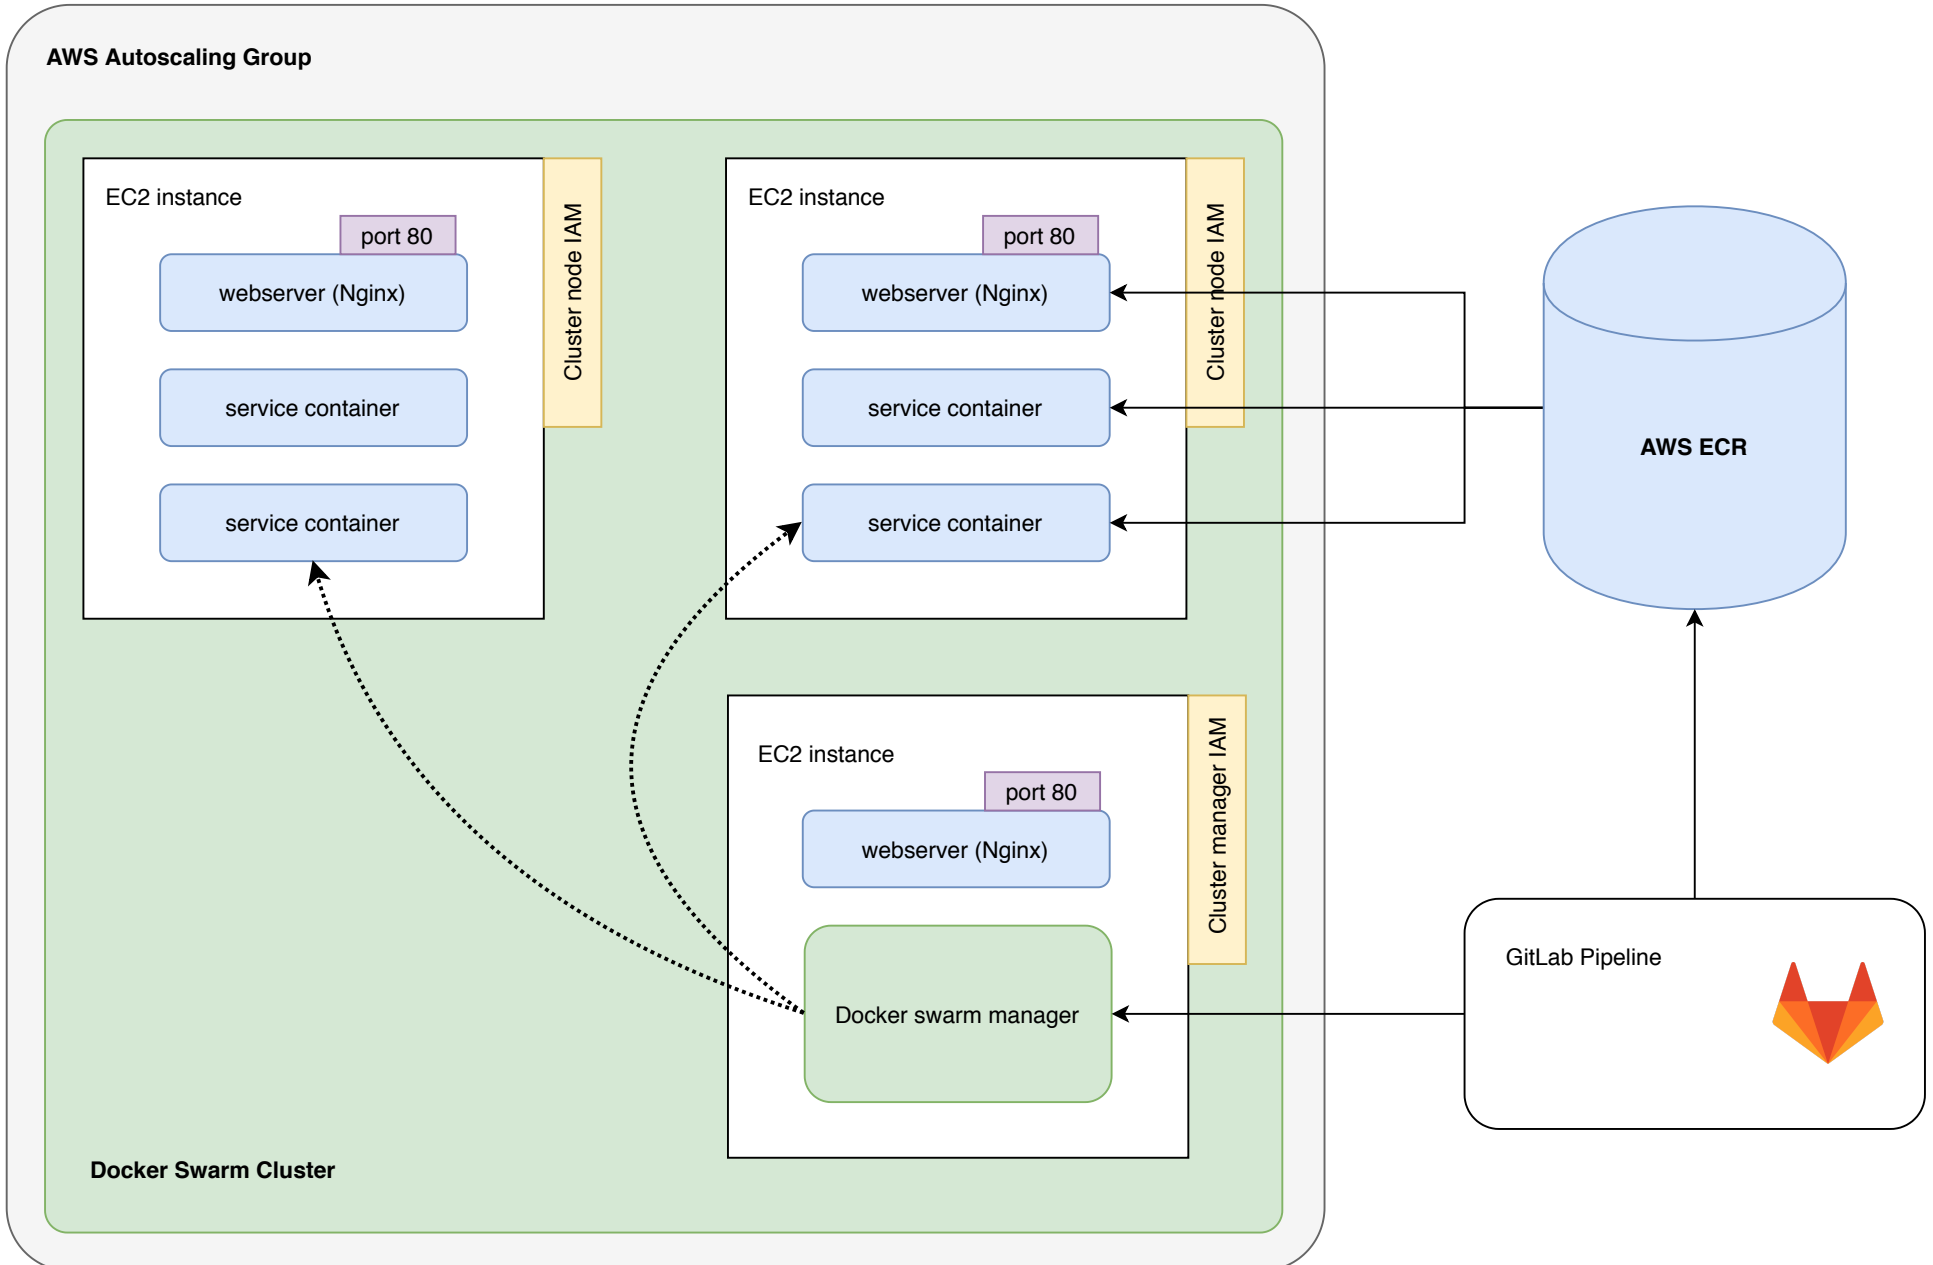 AWS Autoscaling Group
EC2 instance
port 80
webserver (Nginx)
service container
service container
Cluster node IAM
EC2 instance
port 80
webserver (Nginx)
service container
service container
Cluster node IAM
AWS ECR
EC2 instance
port 80
webserver (Nginx)
Docker swarm manager
Cluster manager IAM
GitLab Pipeline
Docker Swarm Cluster